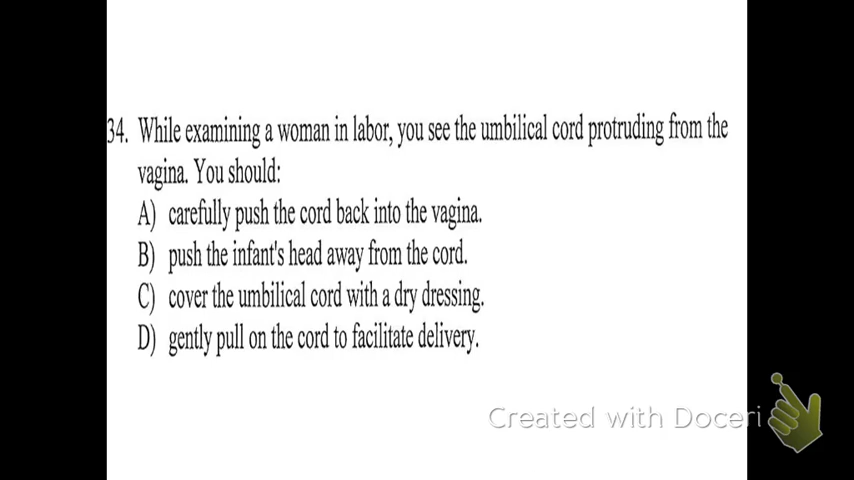 34. While examining a woman in labor, you see the umbilical cord protruding from the
vagina. You should:
A) carefully push the cord back into the vagina.
B) push the infant's head away from the cord.
C) cover the umbilical cord with a dry dressing.
D) gently pull on the cord to facilitate delivery.
Created with Doceri